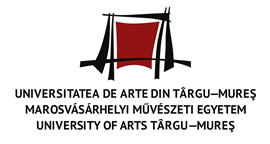 UNIVERSITATEA DE ARTE DIN TÂRGU–MUREŞ
MAROSVÁSÁRHELYI MŰVÉSZETI EGYETEM
UNIVERSITY OF ARTS TÂRGU–MUREŞ